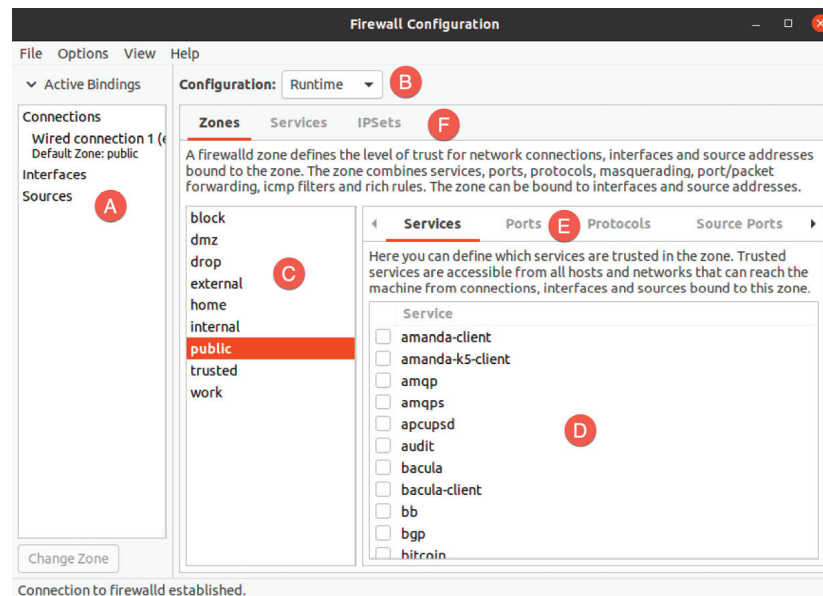 Firewall Configuration
File Options View Help
Active Bindings
Configuration: Runtime B
Connections
Wired connection 1 (e
Default Zone: public
Interfaces
Sources
A
Zones Services IPSets F
A firewalld zone defines the level of trust for network connections, interfaces and source addresses
bound to the zone. The zone combines services, ports, protocols, masquerading, port/packet
forwarding, icmp filters and rich rules. The zone can be bound to interfaces and source addresses.
block
dmz
drop
external
home
internal
public
trusted
work
C
Services Ports E Protocols Source Ports
Here you can define which services are trusted in the zone. Trusted
services are accessible from all hosts and networks that can reach the
machine from connections, interfaces and sources bound to this zone.
Service
amanda-client
amanda-k5-client
amqp
amqps
apcupsd
audit
bacula
bacula-client
bb
bgp
bitcoin
D
Change Zone
Connection to firewalld established.